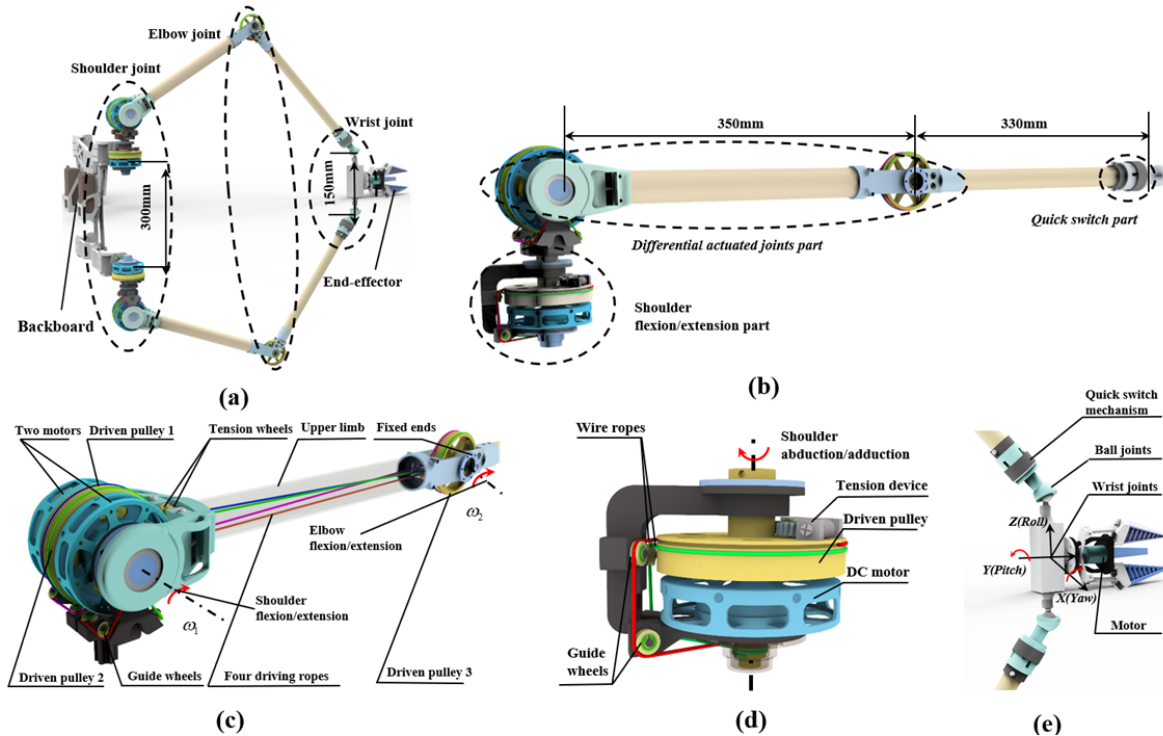 Elbow joint
Shoulder joint
Wrist joint
300mm
150mm
End-effector
Backboard
(a)
350mm
330mm
Differential actuated joints part
Quick switch part
Shoulder
flexion/extension part
(b)
Two motors
Driven pulley 1
Tension wheels
Upper limb
Fixed ends
ω2
Elbow
flexion/extension
Shoulder
flexion/extension
ω1
Driven pulley 2
Guide wheels
Four driving ropes
Driven pulley 3
(c)
Wire ropes
Shoulder
abduction/adduction
Tension device
Driven pulley
DC motor
Guide
wheels
(d)
Quick switch
mechanism
Ball joints
Wrist joints
Z(Roll)
Y(Pitch)
X(Yaw)
Motor
(e)